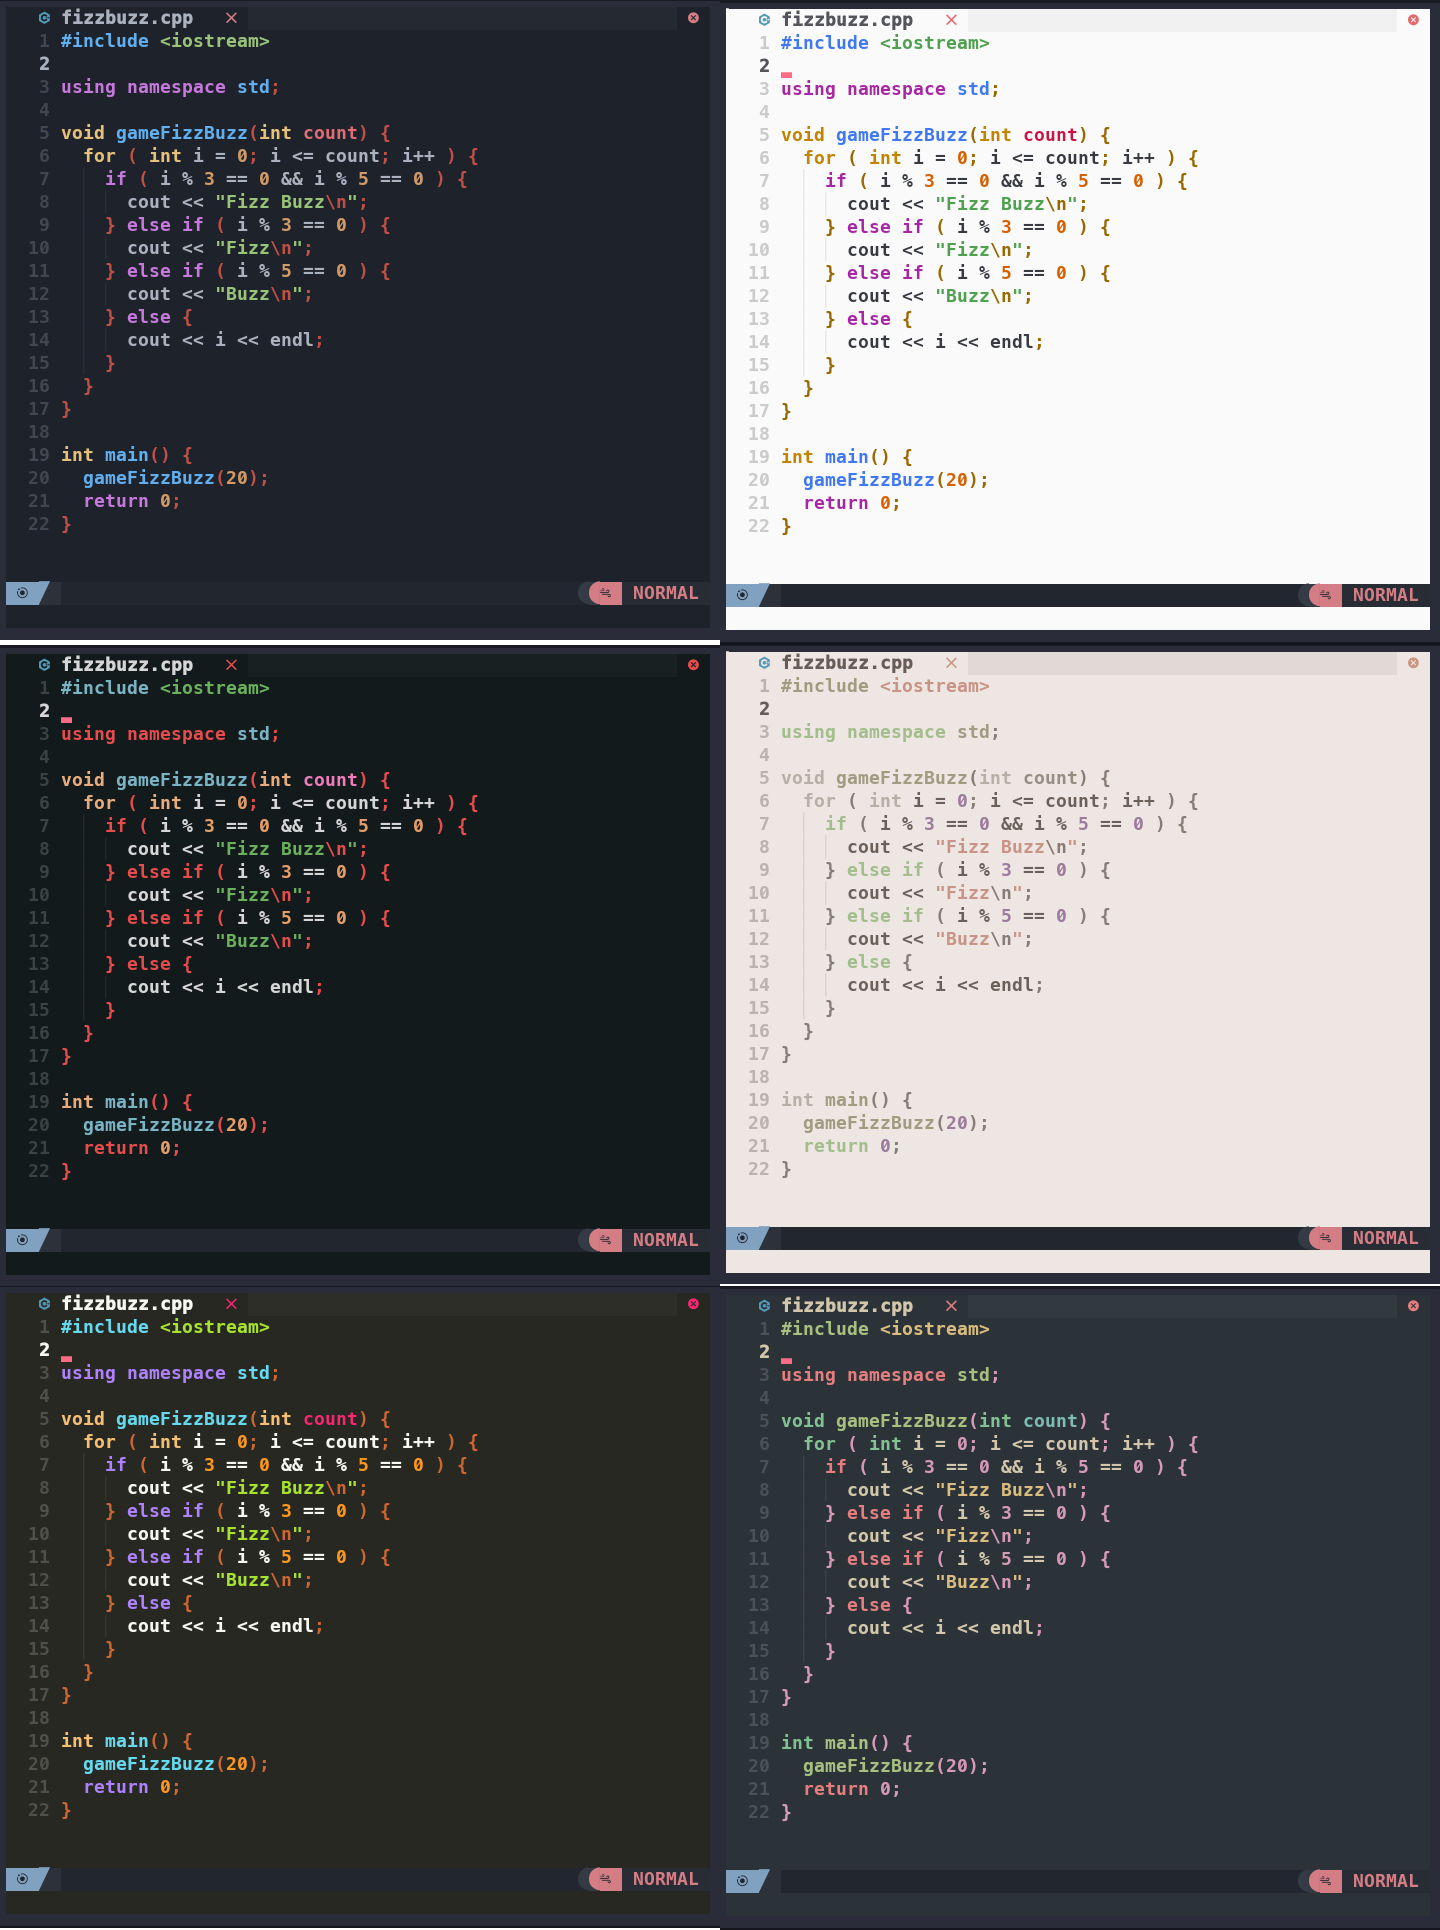 fizzbuzz.cpp
1 #include <iostream>
2
3 using namespace std;
4
5 void gameFizzBuzz(int count) {
6   for ( int i = 0; i <= count; i++ ) {
7     if ( i % 3 == 0 && i % 5 == 0 ) {
8       cout << "Fizz Buzz\n";
9     } else if ( i % 3 == 0 ) {
10       cout << "Fizz\n";
11     } else if ( i % 5 == 0 ) {
12       cout << "Buzz\n";
13     } else {
14       cout << i << endl;
15     }
16   }
17 }
18
19 int main() {
20   gameFizzBuzz(20);
21   return 0;
22 }
NORMAL
fizzbuzz.cpp
1 #include <iostream>
2
3 using namespace std;
4
5 void gameFizzBuzz(int count) {
6   for ( int i = 0; i <= count; i++ ) {
7     if ( i % 3 == 0 && i % 5 == 0 ) {
8       cout << "Fizz Buzz\n";
9     } else if ( i % 3 == 0 ) {
10       cout << "Fizz\n";
11     } else if ( i % 5 == 0 ) {
12       cout << "Buzz\n";
13     } else {
14       cout << i << endl;
15     }
16   }
17 }
18
19 int main() {
20   gameFizzBuzz(20);
21   return 0;
22 }
NORMAL
fizzbuzz.cpp
1 #include <iostream>
2
3 using namespace std;
4
5 void gameFizzBuzz(int count) {
6   for ( int i = 0; i <= count; i++ ) {
7     if ( i % 3 == 0 && i % 5 == 0 ) {
8       cout << "Fizz Buzz\n";
9     } else if ( i % 3 == 0 ) {
10       cout << "Fizz\n";
11     } else if ( i % 5 == 0 ) {
12       cout << "Buzz\n";
13     } else {
14       cout << i << endl;
15     }
16   }
17 }
18
19 int main() {
20   gameFizzBuzz(20);
21   return 0;
22 }
NORMAL
fizzbuzz.cpp
1 #include <iostream>
2
3 using namespace std;
4
5 void gameFizzBuzz(int count) {
6   for ( int i = 0; i <= count; i++ ) {
7     if ( i % 3 == 0 && i % 5 == 0 ) {
8       cout << "Fizz Buzz\n";
9     } else if ( i % 3 == 0 ) {
10       cout << "Fizz\n";
11     } else if ( i % 5 == 0 ) {
12       cout << "Buzz\n";
13     } else {
14       cout << i << endl;
15     }
16   }
17 }
18
19 int main() {
20   gameFizzBuzz(20);
21   return 0;
22 }
NORMAL
fizzbuzz.cpp
1 #include <iostream>
2
3 using namespace std;
4
5 void gameFizzBuzz(int count) {
6   for ( int i = 0; i <= count; i++ ) {
7     if ( i % 3 == 0 && i % 5 == 0 ) {
8       cout << "Fizz Buzz\n";
9     } else if ( i % 3 == 0 ) {
10       cout << "Fizz\n";
11     } else if ( i % 5 == 0 ) {
12       cout << "Buzz\n";
13     } else {
14       cout << i << endl;
15     }
16   }
17 }
18
19 int main() {
20   gameFizzBuzz(20);
21   return 0;
22 }
NORMAL
fizzbuzz.cpp
1 #include <iostream>
2
3 using namespace std;
4
5 void gameFizzBuzz(int count) {
6   for ( int i = 0; i <= count; i++ ) {
7     if ( i % 3 == 0 && i % 5 == 0 ) {
8       cout << "Fizz Buzz\n";
9     } else if ( i % 3 == 0 ) {
10       cout << "Fizz\n";
11     } else if ( i % 5 == 0 ) {
12       cout << "Buzz\n";
13     } else {
14       cout << i << endl;
15     }
16   }
17 }
18
19 int main() {
20   gameFizzBuzz(20);
21   return 0;
22 }
NORMAL